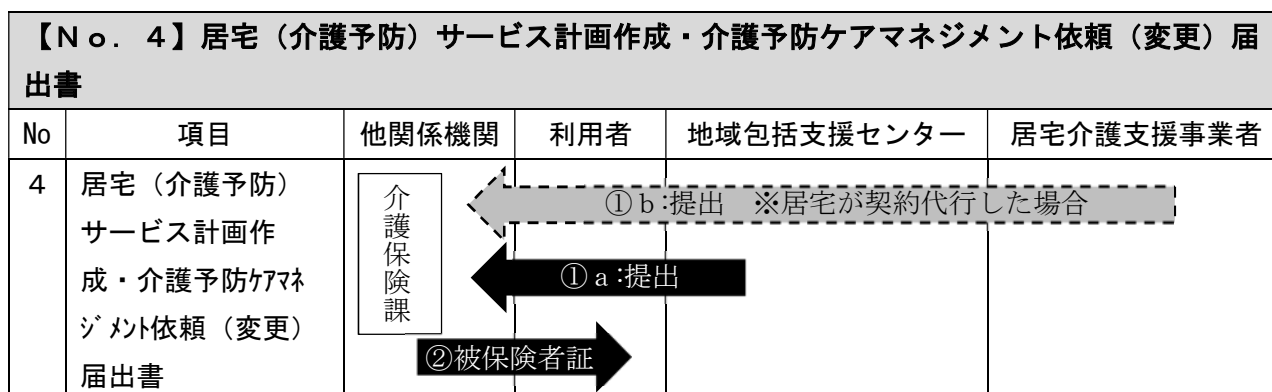 【Ｎｏ．４】居宅（介護予防）サービス計画作成・介護予防ケアマネジメント依頼（変更）届
出書
No 項目 他関係機関 利用者 地域包括支援センター 居宅介護支援事業者
４
居宅（介護予防）
サービス計画作
成・介護予防ｹｱﾏﾈ
ｼﾞﾒﾝﾄ依頼（変更）
届出書
介護保険課
①ｂ:提出　※居宅が契約代行した場合
①ａ:提出
②被保険者証